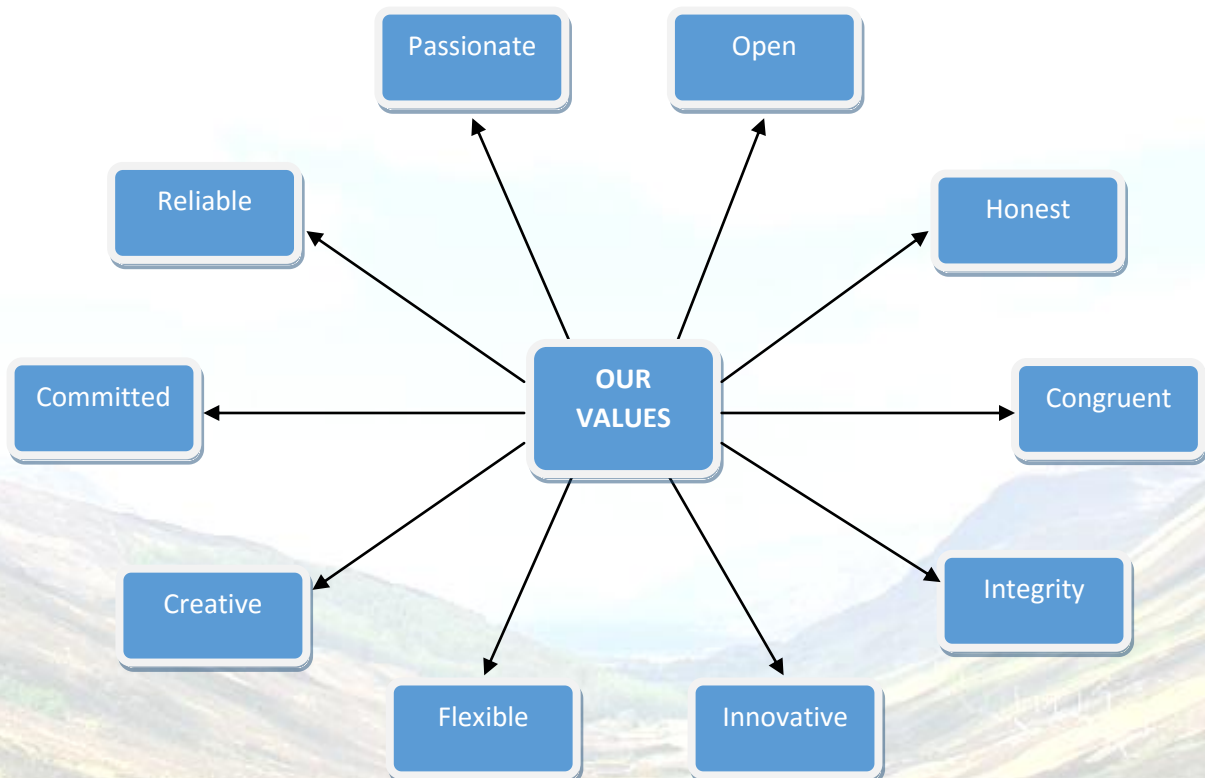 Passionate
Open
Reliable
Honest
OUR
VALUES
Committed
Congruent
Creative
Integrity
Flexible
Innovative